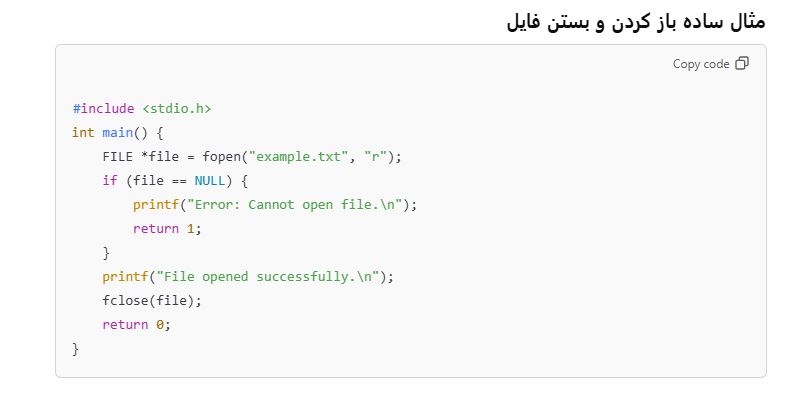 مثال ساده باز کردن و بستن فایل
Copy code
#include <stdio.h>
int main() {
    FILE *file = fopen("example.txt", "r");
    if (file == NULL) {
        printf("Error: Cannot open file.\n");
        return 1;
    }
    printf("File opened successfully.\n");
    fclose(file);
    return 0;
}